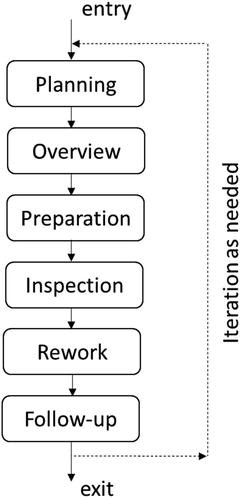 entry
Planning
Overview
Preparation
Inspection
Rework
Follow-up
exit
Iteration as needed